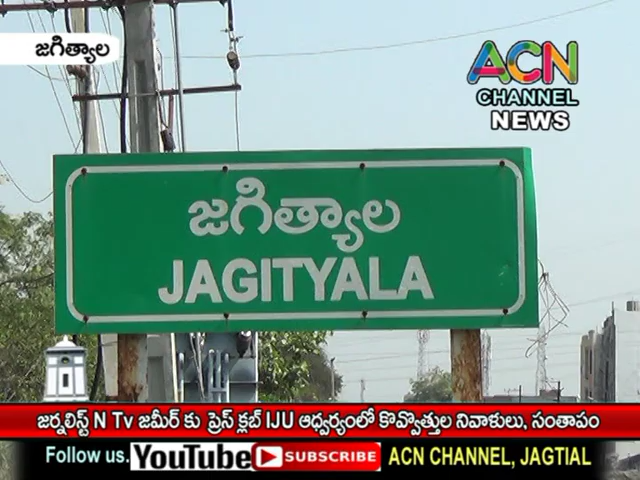 జగిత్యాల
ACN
CHANNEL
NEWS
జగిత్యాల
JAGITYALA
జర్నలిస్ట్ N Tv జమీర్ కు ప్రెస్ క్లబ్ IJU ఆధ్వర్యంలో కొవ్వొత్తుల నివాళులు, సంతాపం
Follow us. YouTube SUBSCRIBE ACN CHANNEL, JAGTIAL